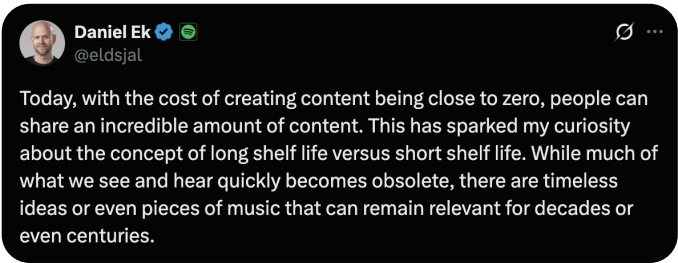 Daniel Ek
@eldsjal
Today, with the cost of creating content being close to zero, people can
share an incredible amount of content. This has sparked my curiosity
about the concept of long shelf life versus short shelf life. While much of
what we see and hear quickly becomes obsolete, there are timeless
ideas or even pieces of music that can remain relevant for decades or
even centuries.